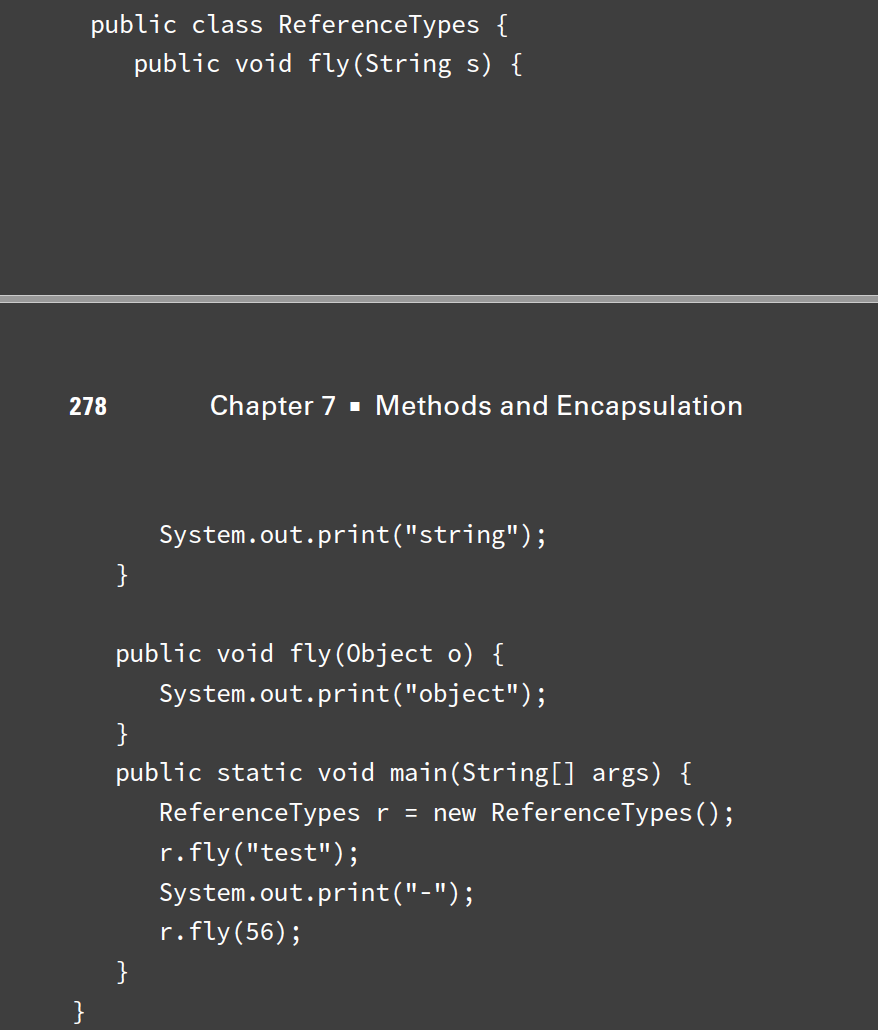 public class ReferenceTypes {
public void fly(String s) {
278 Chapter 7 ■ Methods and Encapsulation
System.out.print("string");
}
public void fly(Object o) {
System.out.print("object");
}
public static void main(String[] args) {
ReferenceTypes r = new ReferenceTypes();
r.fly("test");
System.out.print("-");
r.fly(56);
}
}